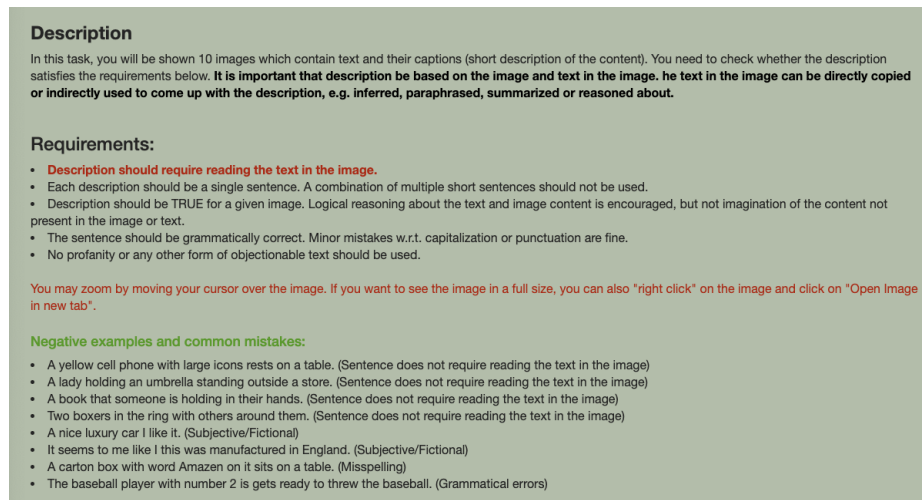 Description
In this task, you will be shown 10 images which contain text and their captions (short description of the content). You need to check whether the description
satisfies the requirements below. It is important that description be based on the image and text in the image. he text in the image can be directly copied
or indirectly used to come up with the description, e.g. inferred, paraphrased, summarized or reasoned about.
Requirements:
• Description should require reading the text in the image.
• Each description should be a single sentence. A combination of multiple short sentences should not be used.
• Description should be TRUE for a given image. Logical reasoning about the text and image content is encouraged, but not imagination of the content not
present in the image or text.
• The sentence should be grammatically correct. Minor mistakes w.r.t. capitalization or punctuation are fine.
• No profanity or any other form of objectionable text should be used.
You may zoom by moving your cursor over the image. If you want to see the image in a full size, you can also "right click" on the image and click on "Open Image
in new tab".
Negative examples and common mistakes:
• A yellow cell phone with large icons rests on a table. (Sentence does not require reading the text in the image)
• A lady holding an umbrella standing outside a store. (Sentence does not require reading the text in the image)
• A book that someone is holding in their hands. (Sentence does not require reading the text in the image)
• Two boxers in the ring with others around them. (Sentence does not require reading the text in the image)
• A nice luxury car I like it. (Subjective/Fictional)
• It seems to me like I this was manufactured in England. (Subjective/Fictional)
• A carton box with word Amazen on it sits on a table. (Misspelling)
• The baseball player with number 2 is gets ready to threw the baseball. (Grammatical errors)